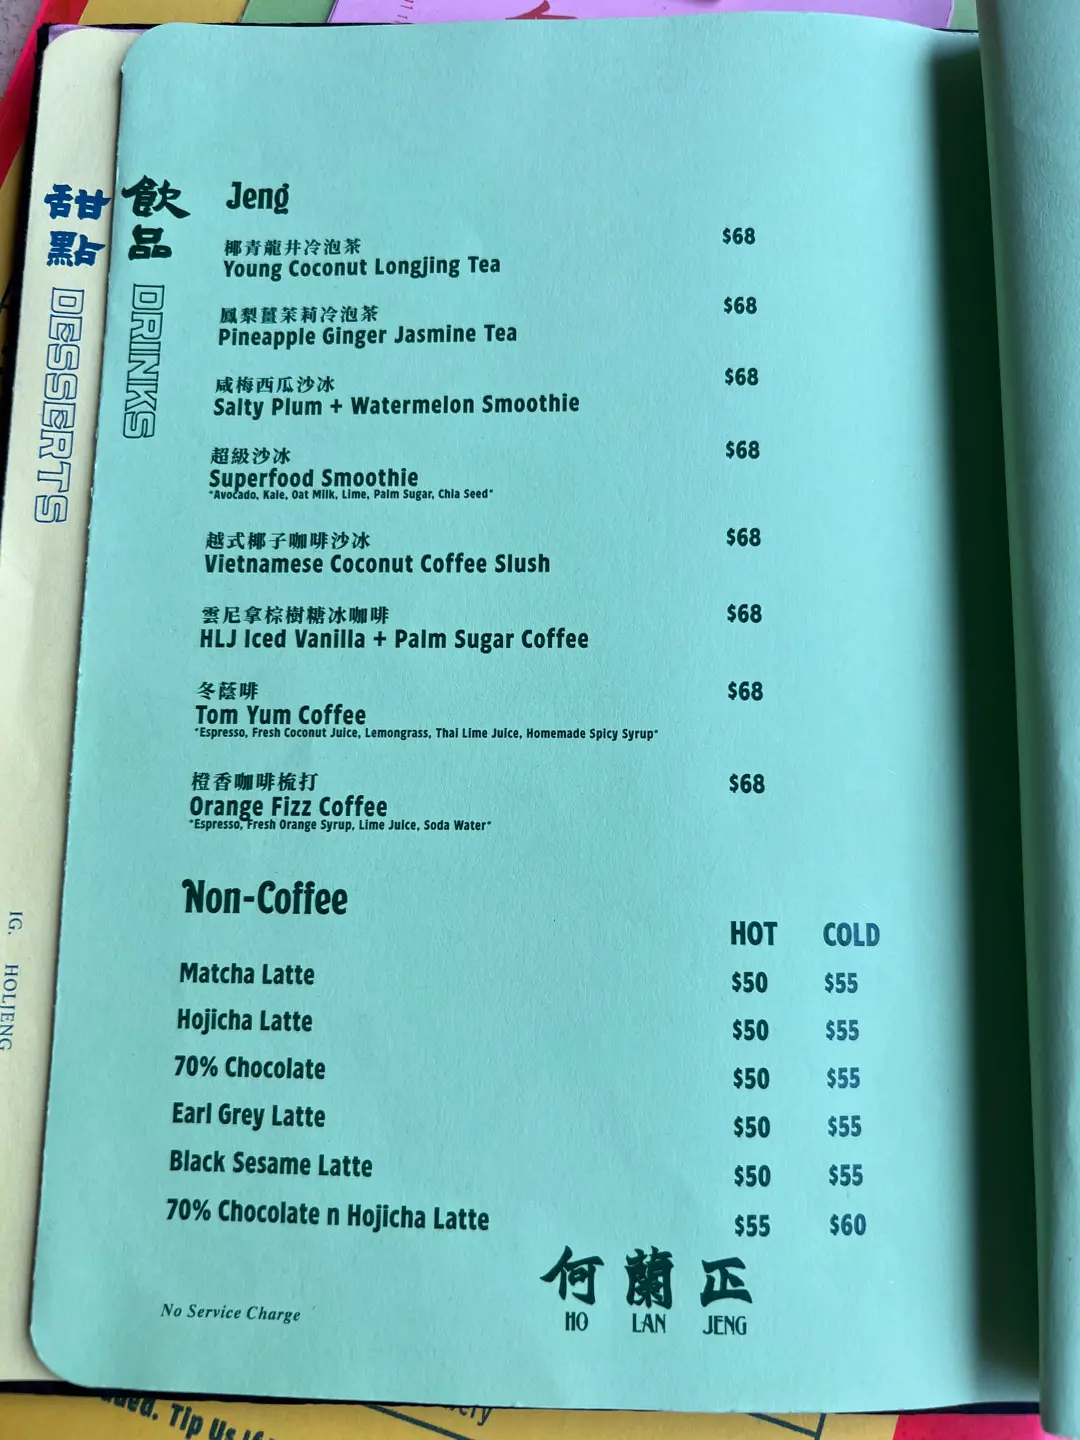 甜點
DESSERTS
飲品
DRINKS
Jeng
椰青龍井冷泡茶
Young Coconut Longjing Tea $68
鳳梨薑茉莉冷泡茶
Pineapple Ginger Jasmine Tea $68
咸梅西瓜沙冰
Salty Plum + Watermelon Smoothie $68
超級沙冰
Superfood Smoothie $68
*Avocado, Kale, Oat Milk, Lime, Palm Sugar, Chia Seed*
越式椰子咖啡沙冰
Vietnamese Coconut Coffee Slush $68
雲尼拿棕樹糖冰咖啡
HLJ Iced Vanilla + Palm Sugar Coffee $68
冬蔭啡
Tom Yum Coffee $68
*Espresso, Fresh Coconut Juice, Lemongrass, Thai Lime Juice, Homemade Spicy Syrup*
橙香咖啡梳打
Orange Fizz Coffee $68
*Espresso, Fresh Orange Syrup, Lime Juice, Soda Water*
Non-Coffee
HOT COLD
Matcha Latte $50 $55
Hojicha Latte $50 $55
70% Chocolate $50 $55
Earl Grey Latte $50 $55
Black Sesame Latte $50 $55
70% Chocolate n Hojicha Latte $55 $60
何蘭正
HO LAN JENG
No Service Charge
IG. HOLJENG
Tip Us